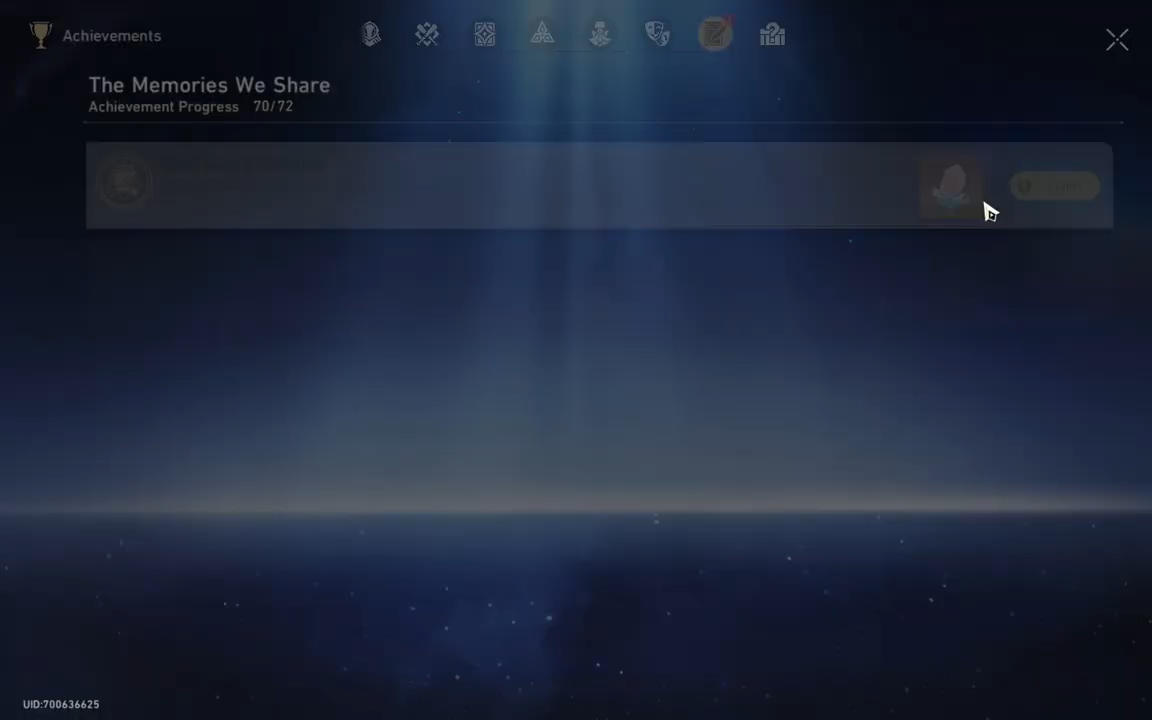 Achievements
The Memories We Share
Achievement Progress 70/72
UID:700636625